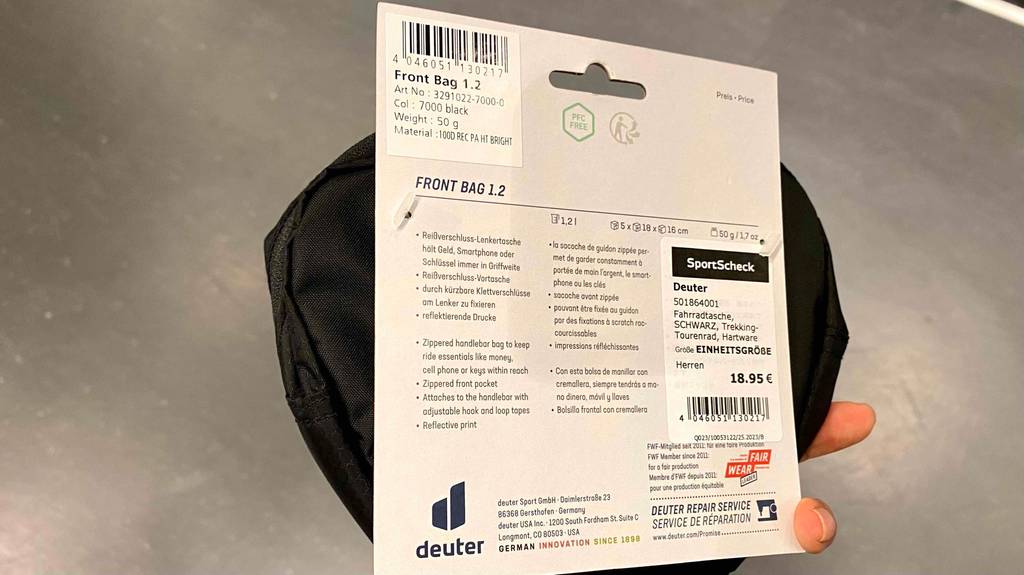 4 046051 130217
Front Bag 1.2
Art No : 3291022-7000-0
Col : 7000 black
Weight : 50 g
Material : 100D REC PA HT BRIGHT
PFC
FREE
Preis • Price
FRONT BAG 1.2
1,2 l
5 x 18 x 16 cm
50 g / 1,7 oz
• Reißverschluss-Lenkertasche
hält Geld, Smartphone oder
Schlüssel immer in Griffweite
• Reißverschluss-Vortasche
• durch kürzbare Klettverschlüsse
am Lenker zu fixieren
• reflektierende Drucke
• Zippered handlebar bag to keep
ride essentials like money,
cell phone or keys within reach
• Zippered front pocket
• Attaches to the handlebar with
adjustable hook and loop tapes
• Reflective print
• la sacoche de guidon zippée per-
met de garder constamment à
portée de main l'argent, le smart-
phone ou les clés
• sacoche avant zippée
• pouvant être fixée au guidon
par des fixations à scratch rac-
courcissables
• impressions réfléchissantes
• Con esta bolsa de manillar con
cremallera, siempre tendrás a ma-
no dinero, móvil y llaves
• Bolsillo frontal con cremallera
SportScheck
Deuter
501864001
Fahrradtasche,
SCHWARZ, Trekking-
Tourenrad, Hartware
Größe EINHEITSGRÖßE
Herren
18.95 €
4 046051 130217
Q023/10053122/25.2023/B
FWF-Mitglied seit 2011: für eine faire Produktion
FWF Member since 2011:
for a fair production
Membre d'FWF depuis 2011:
pour une production équitable
FAIR
WEAR
LEADER
deuter
deuter Sport GmbH · Daimlerstraße 23
86368 Gersthofen · Germany
deuter USA Inc. · 1200 South Fordham St. Suite C
Longmont, CO 80503 · USA
GERMAN INNOVATION SINCE 1898
DEUTER REPAIR SERVICE
SERVICE DE RÉPARATION
www.deuter.com/Promise